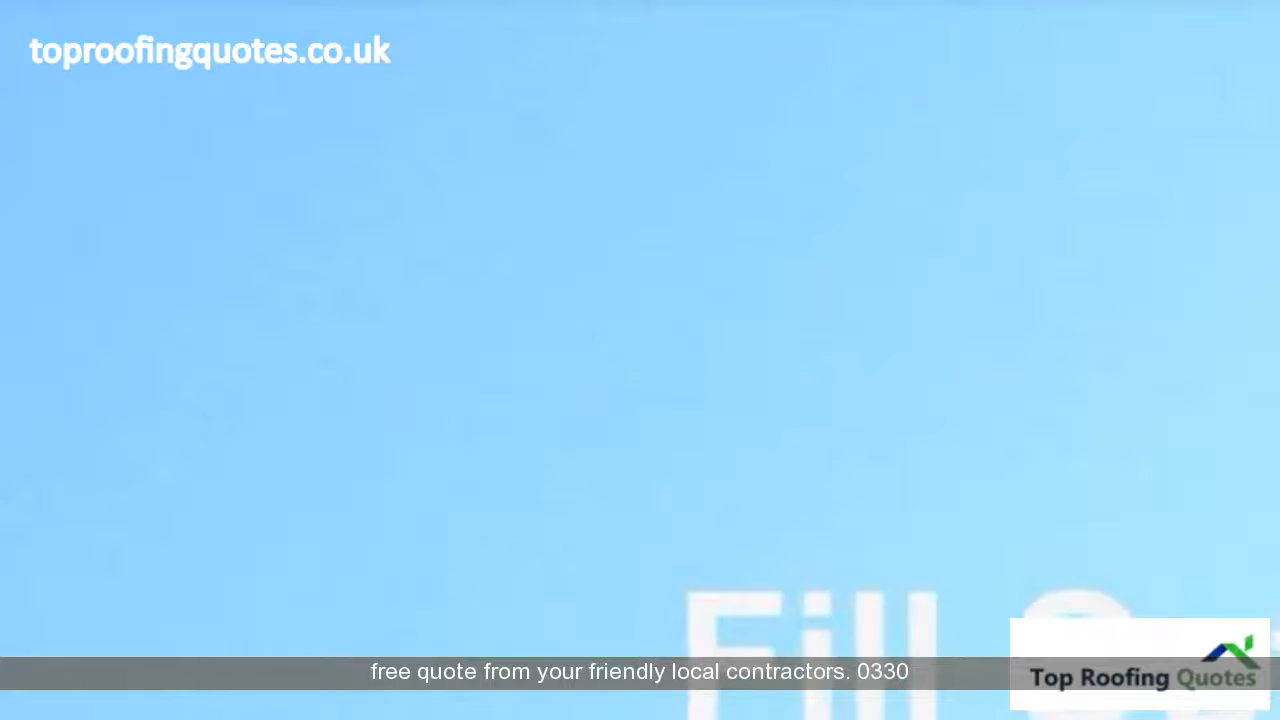 toproofingquotes.co.uk
Fill
free quote from your friendly local contractors. 0330
Top Roofing Quotes